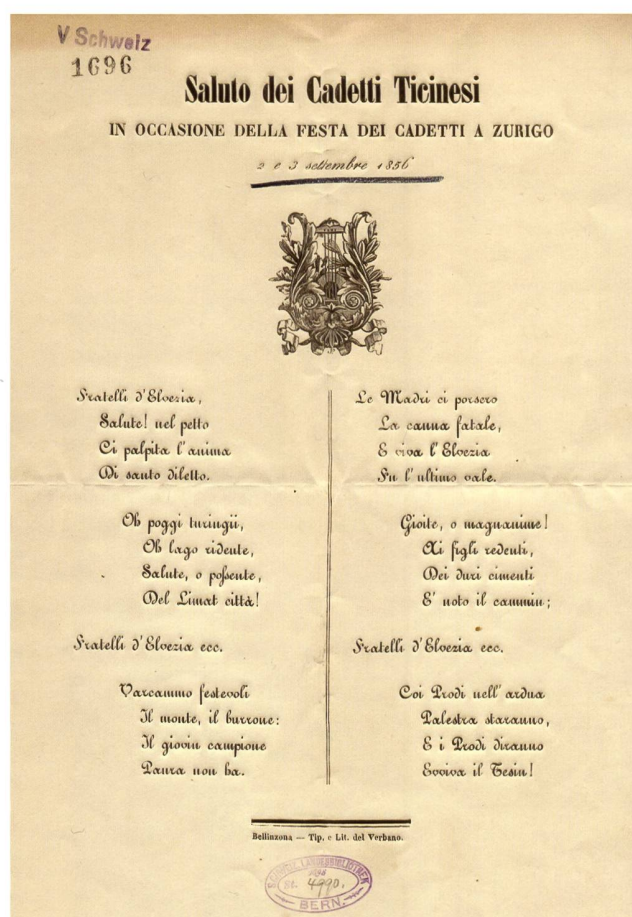 V Schweiz
1696
Saluto dei Cadetti Ticinesi
IN OCCASIONE DELLA FESTA DEI CADETTI A ZURIGO
2 e 3 settembre 1856
Fratelli d'Elvezia,
Salute! nel petto
Ci palpita l'anima
Di santo diletto.
Oh poggi turingii,
Oh lago ridente,
Salute, o poſsente,
Del Limat città!
Fratelli d'Elvezia ecc.
Varcammo festevoli
Il monte, il burrone:
Il giovin campione
Paura non ha.
Le Madri ci porsero
La canna fatale,
E viva l'Elvezia
Fu l'ultimo vale.
Gioite, o magnanime!
Ai figli redenti,
Dei duri cimenti
E' noto il cammin;
Fratelli d'Elvezia ecc.
Coi Prodi nell'ardua
Palestra staranno,
E i Prodi diranno
Evviva il Tesin!
Bellinzona — Tip. e Lit. del Verbano.
SCHWEIZ. LANDESBIBLIOTHEK
4990.
BERN.